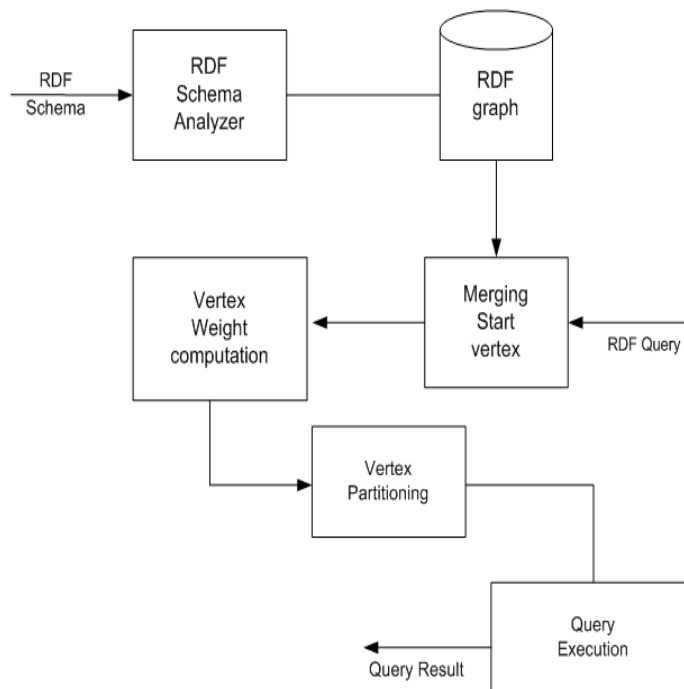 RDF
Schema
RDF
Schema
Analyzer
RDF
graph
Vertex
Weight
computation
Merging
Start
vertex
RDF Query
Vertex
Partitioning
Query
Execution
Query Result